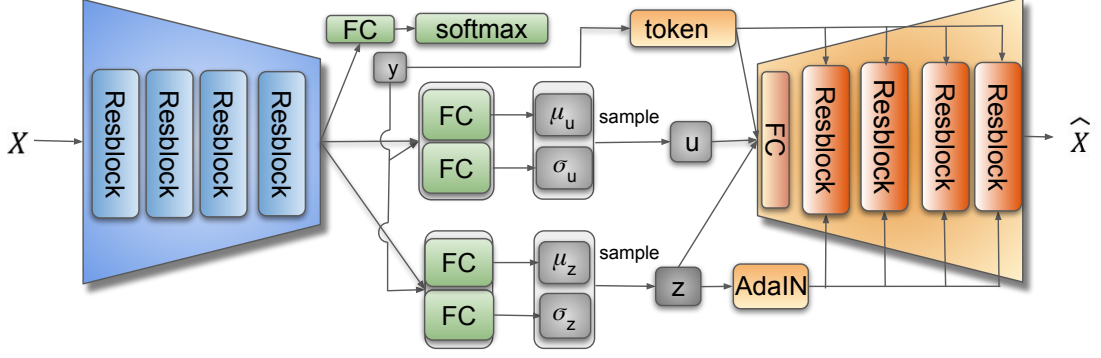 X
Resblock
Resblock
Resblock
Resblock
FC
softmax
y
token
FC
FC
μu
σu
sample
u
FC
FC
μz
σz
sample
z
AdaIN
FC
Resblock
Resblock
Resblock
Resblock
X̂